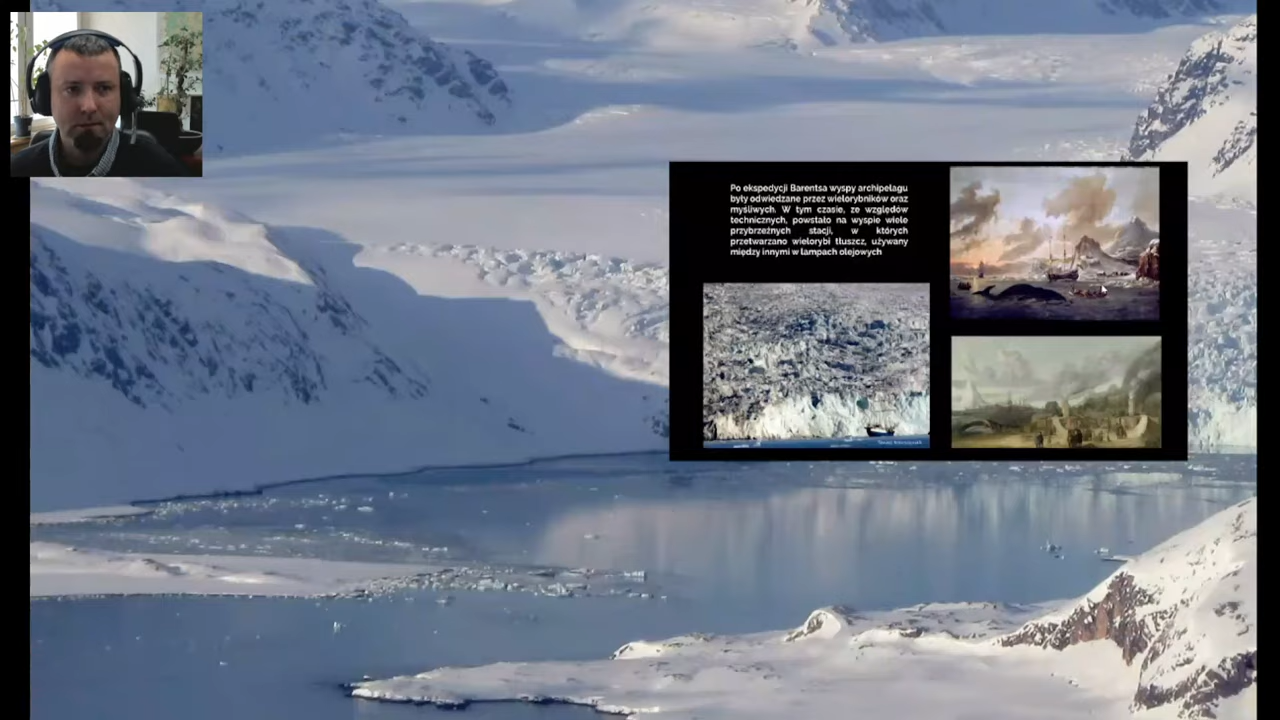 Po ekspedycji Barentsa wyspy archipelagu
były odwiedzane przez wielorybników oraz
myśliwych. W tym czasie, ze względów
technicznych, powstało na wyspie wiele
przybrzeżnych stacji, w których
przetwarzano wielorybi tłuszcz, używany
między innymi w lampach olejowych